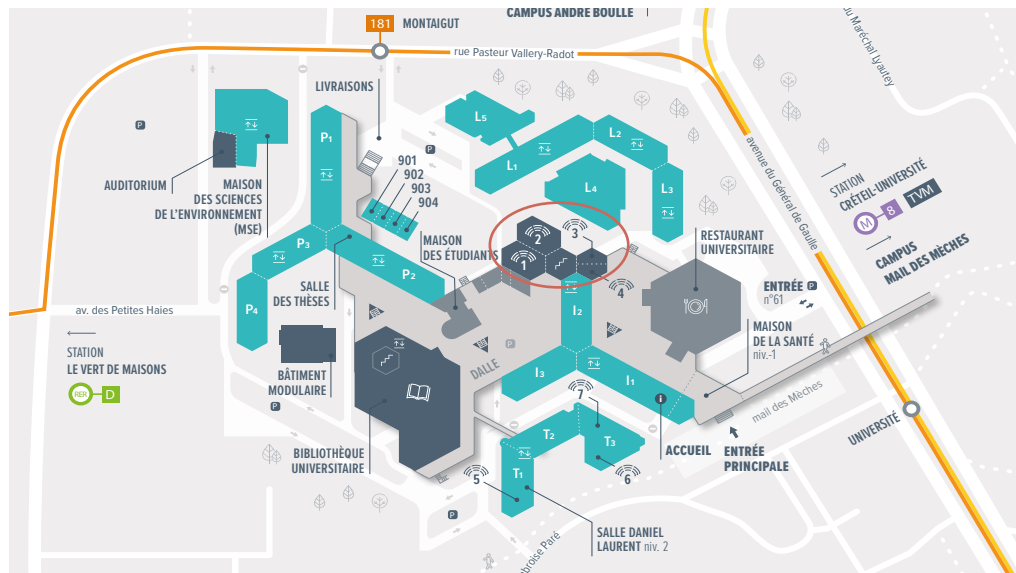 CAMPUS ANDRE BOULLE
181 MONTAIGUT
rue Pasteur Vallery-Radot
du Maréchal Lyautey
LIVRAISONS
P
L5
L2
P1
L1
901
902
903
904
P
avenue du Général de Gaulle
STATION
CRÉTEIL-UNIVERSITÉ
M 8 TVM
CAMPUS
MAIL DES MÈCHES
AUDITORIUM
MAISON
DES SCIENCES
DE L'ENVIRONNEMENT
(MSE)
L4
L3
P3
P2
MAISON
DES ÉTUDIANTS
2
3
1
4
RESTAURANT
UNIVERSITAIRE
SALLE
DES THÈSES
ENTRÉE P
n°61
P4
I2
av. des Petites Haies
STATION
LE VERT DE MAISONS
RER D
MAISON
DE LA SANTÉ
niv.-1
P
DALLE
BÂTIMENT
MODULAIRE
P
I3
I1
i
7
mail des Mèches
UNIVERSITÉ
T2
T3
ACCUEIL
ENTRÉE
PRINCIPALE
BIBLIOTHÈQUE
UNIVERSITAIRE
5
T1
6
P
SALLE DANIEL
LAURENT niv. 2
broise Paré